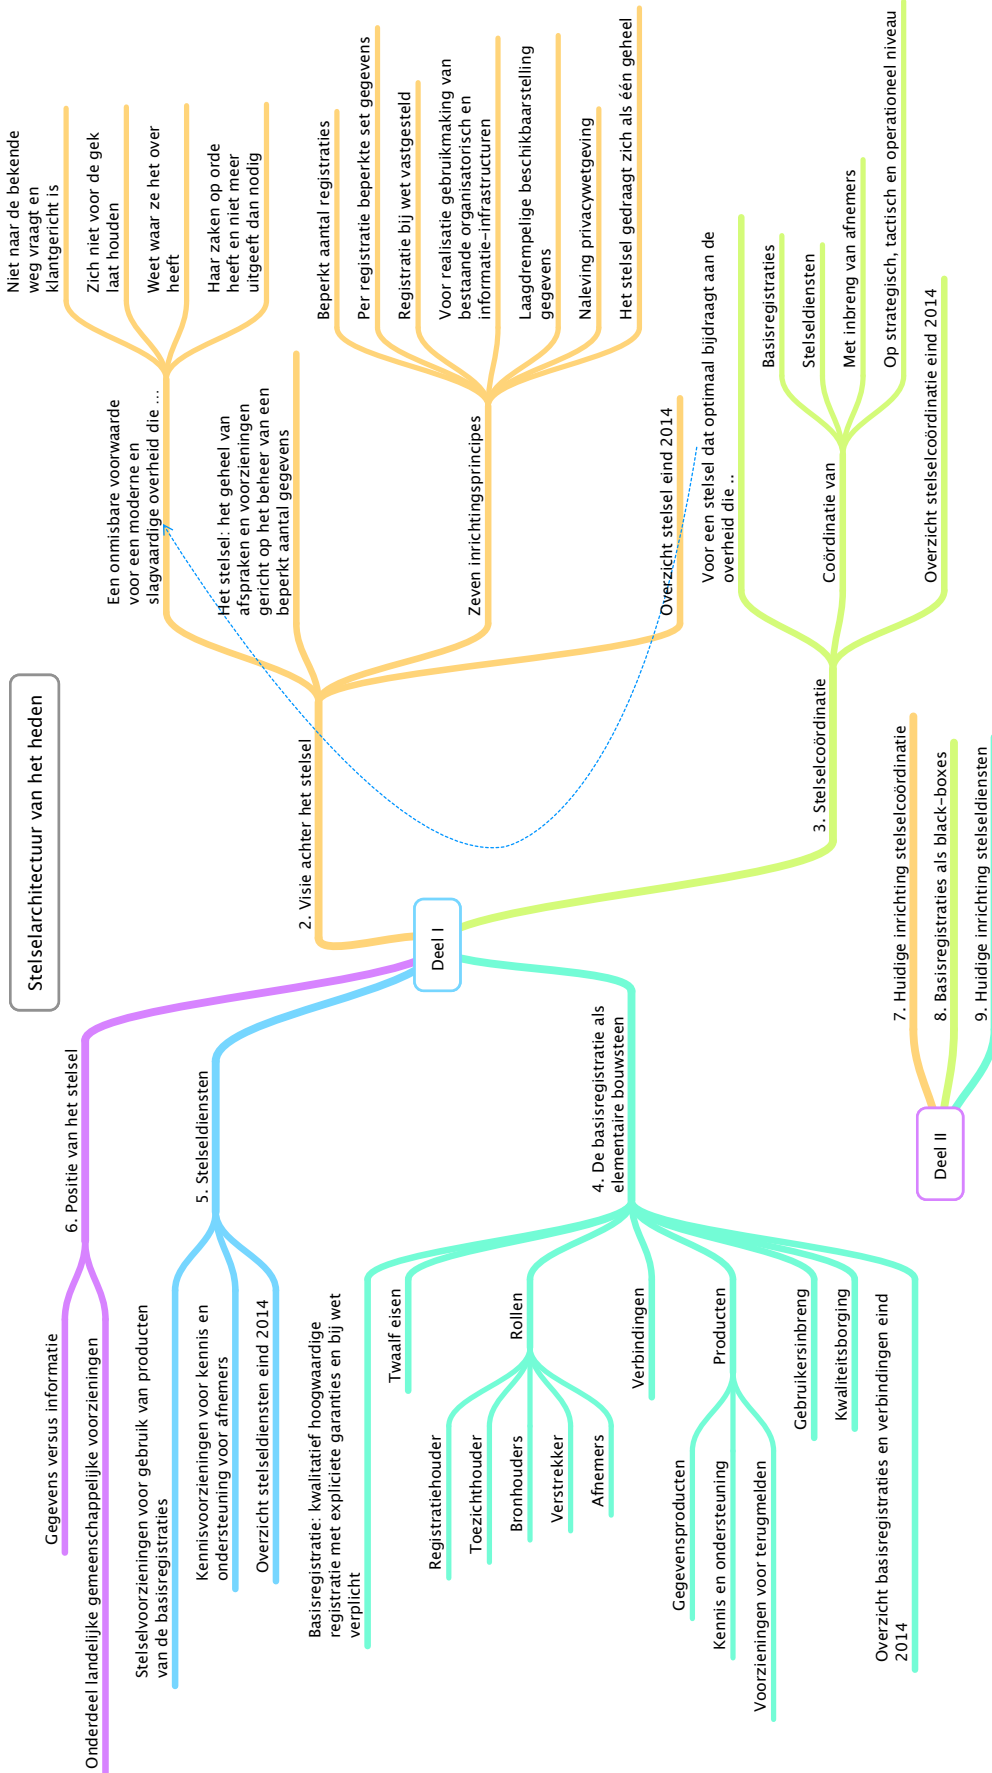 Stelselarchitectuur van het heden
Deel I
2. Visie achter het stelsel
Een onmisbare voorwaarde
voor een moderne en
slagvaardige overheid die ...
Niet naar de bekende
weg vraagt en
klantgericht is
Zich niet voor de gek
laat houden
Weet waar ze het over
heeft
Haar zaken op orde
heeft en niet meer
uitgeeft dan nodig
Het stelsel: het geheel van
afspraken en voorzieningen
gericht op het beheer van een
beperkt aantal gegevens
Zeven inrichtingsprincipes
Beperkt aantal registraties
Per registratie beperkte set gegevens
Registratie bij wet vastgesteld
Voor realisatie gebruikmaking van
bestaande organisatorisch en
informatie-infrastructuren
Laagdrempelige beschikbaarstelling
gegevens
Naleving privacywetgeving
Het stelsel gedraagt zich als één geheel
Overzicht stelsel eind 2014
3. Stelselcoördinatie
Voor een stelsel dat optimaal bijdraagt aan de
overheid die ..
Coördinatie van
Basisregistraties
Stelseldiensten
Met inbreng van afnemers
Op strategisch, tactisch en operationeel niveau
Overzicht stelselcoördinatie eind 2014
4. De basisregistratie als
elementaire bouwsteen
Basisregistratie: kwalitatief hoogwaardige
registratie met expliciete garanties en bij wet
verplicht
Twaalf eisen
Rollen
Registratiehouder
Toezichthouder
Bronhouders
Verstrekker
Afnemers
Verbindingen
Producten
Gegevensproducten
Kennis en ondersteuning
Voorzieningen voor terugmelden
Gebruikersinbreng
Kwaliteitsborging
Overzicht basisregistraties en verbindingen eind
2014
5. Stelseldiensten
Stelselvoorzieningen voor gebruik van producten
van de basisregistraties
Kennisvoorzieningen voor kennis en
ondersteuning voor afnemers
Overzicht stelseldiensten eind 2014
6. Positie van het stelsel
Gegevens versus informatie
Onderdeel landelijke gemeenschappelijke voorzieningen
Deel II
7. Huidige inrichting stelselcoördinatie
8. Basisregistraties als black-boxes
9. Huidige inrichting stelseldiensten